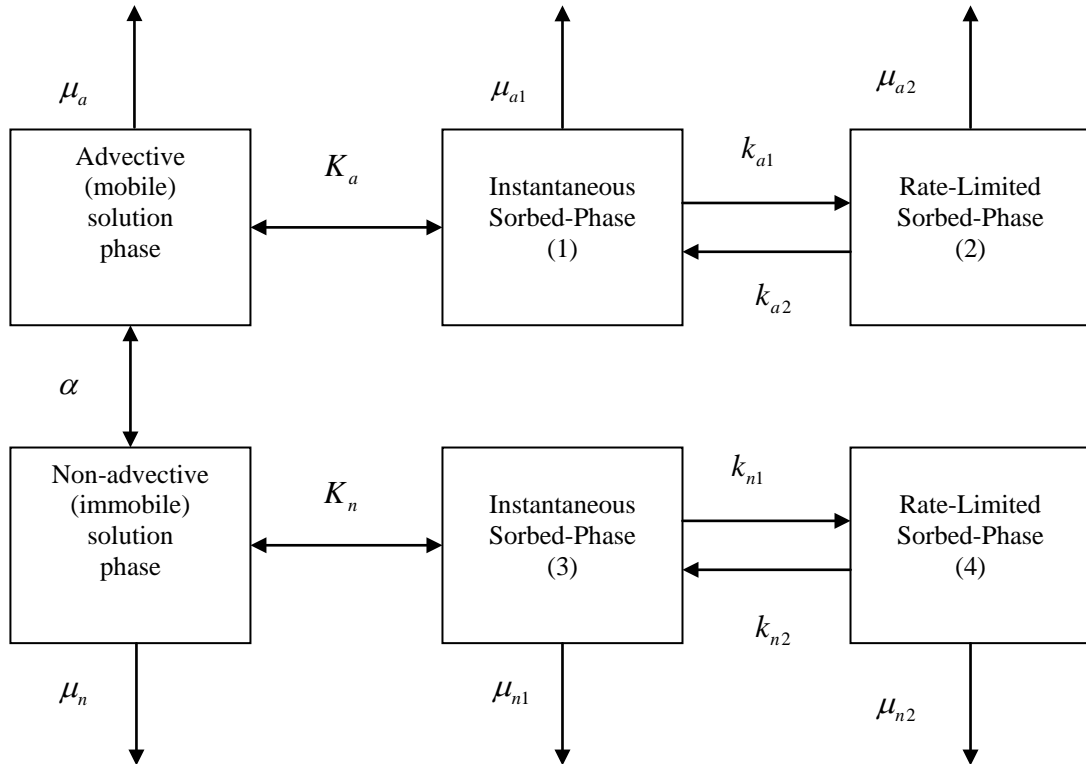 μa
μa1
μa2
Advective
(mobile)
solution
phase
Ka
Instantaneous
Sorbed-Phase
(1)
ka1
ka2
Rate-Limited
Sorbed-Phase
(2)
α
Non-advective
(immobile)
solution
phase
Kn
Instantaneous
Sorbed-Phase
(3)
kn1
kn2
Rate-Limited
Sorbed-Phase
(4)
μn
μn1
μn2